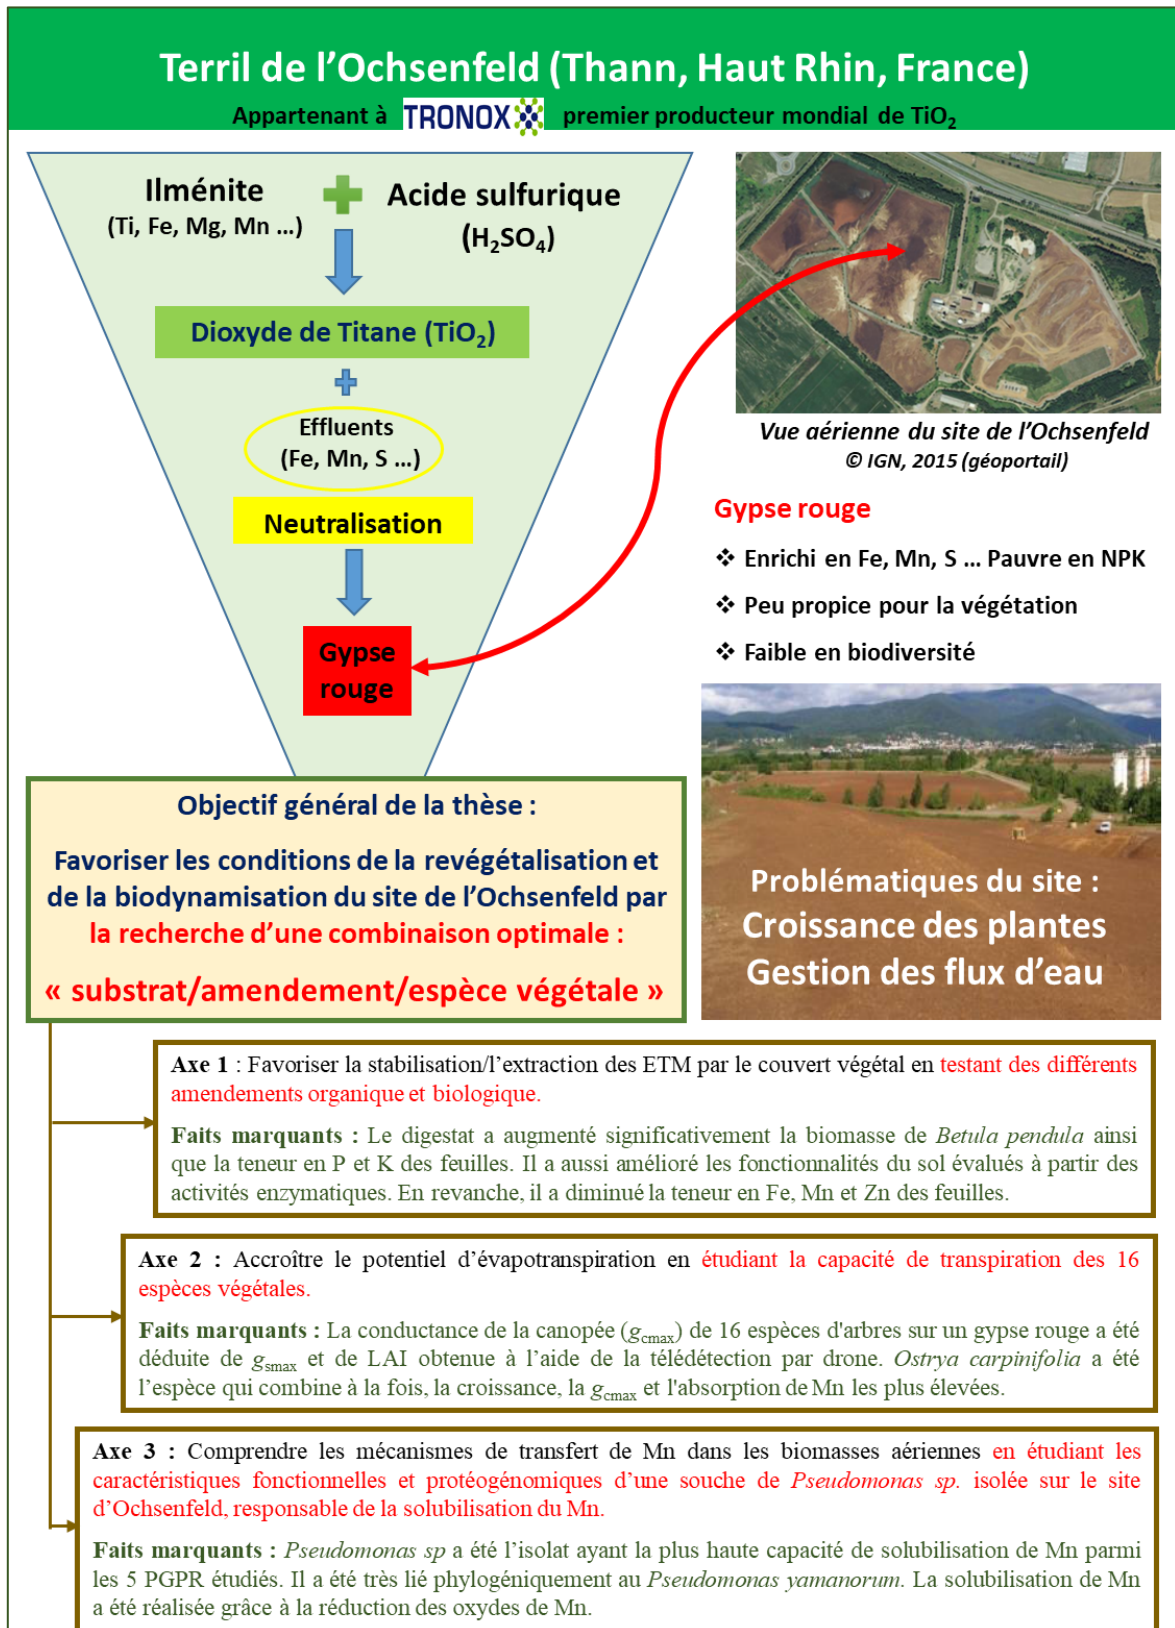 Terril de l’Ochsenfeld (Thann, Haut Rhin, France)
Appartenant à TRONOX premier producteur mondial de TiO₂
Ilménite
(Ti, Fe, Mg, Mn ...)
Acide sulfurique
(H₂SO₄)
Dioxyde de Titane (TiO₂)
Effluents
(Fe, Mn, S ...)
Neutralisation
Gypse
rouge
Vue aérienne du site de l’Ochsenfeld
© IGN, 2015 (géoportail)
Gypse rouge
❖ Enrichi en Fe, Mn, S ... Pauvre en NPK
❖ Peu propice pour la végétation
❖ Faible en biodiversité
Problématiques du site :
Croissance des plantes
Gestion des flux d’eau
Objectif général de la thèse :
Favoriser les conditions de la revégétalisation et
de la biodynamisation du site de l’Ochsenfeld par
la recherche d’une combinaison optimale :
« substrat/amendement/espèce végétale »
Axe 1 : Favoriser la stabilisation/l’extraction des ETM par le couvert végétal en testant des différents
amendements organique et biologique.
Faits marquants : Le digestat a augmenté significativement la biomasse de Betula pendula ainsi
que la teneur en P et K des feuilles. Il a aussi amélioré les fonctionnalités du sol évalués à partir des
activités enzymatiques. En revanche, il a diminué la teneur en Fe, Mn et Zn des feuilles.
Axe 2 : Accroître le potentiel d’évapotranspiration en étudiant la capacité de transpiration des 16
espèces végétales.
Faits marquants : La conductance de la canopée (gcmax) de 16 espèces d'arbres sur un gypse rouge a été
déduite de gsmax et de LAI obtenue à l’aide de la télédétection par drone. Ostrya carpinifolia a été
l’espèce qui combine à la fois, la croissance, la gcmax et l'absorption de Mn les plus élevées.
Axe 3 : Comprendre les mécanismes de transfert de Mn dans les biomasses aériennes en étudiant les
caractéristiques fonctionnelles et protéogénomiques d’une souche de Pseudomonas sp. isolée sur le site
d’Ochsenfeld, responsable de la solubilisation du Mn.
Faits marquants : Pseudomonas sp a été l’isolat ayant la plus haute capacité de solubilisation de Mn parmi
les 5 PGPR étudiés. Il a été très lié phylogéniquement au Pseudomonas yamanorum. La solubilisation de Mn
a été réalisée grâce à la réduction des oxydes de Mn.